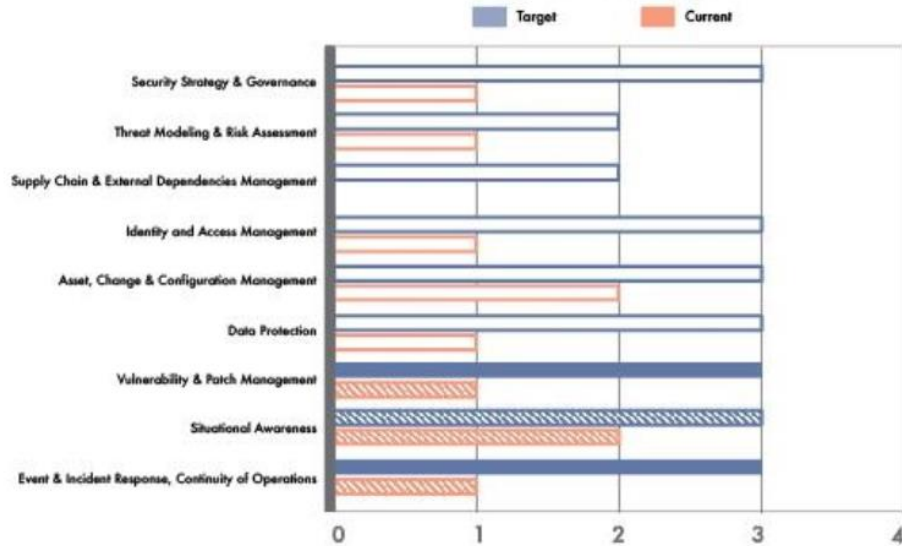 Target Current
Security Strategy & Governance
Threat Modeling & Risk Assessment
Supply Chain & External Dependencies Management
Identity and Access Management
Asset, Change & Configuration Management
Data Protection
Vulnerability & Patch Management
Situational Awareness
Event & Incident Response, Continuity of Operations
0 1 2 3 4